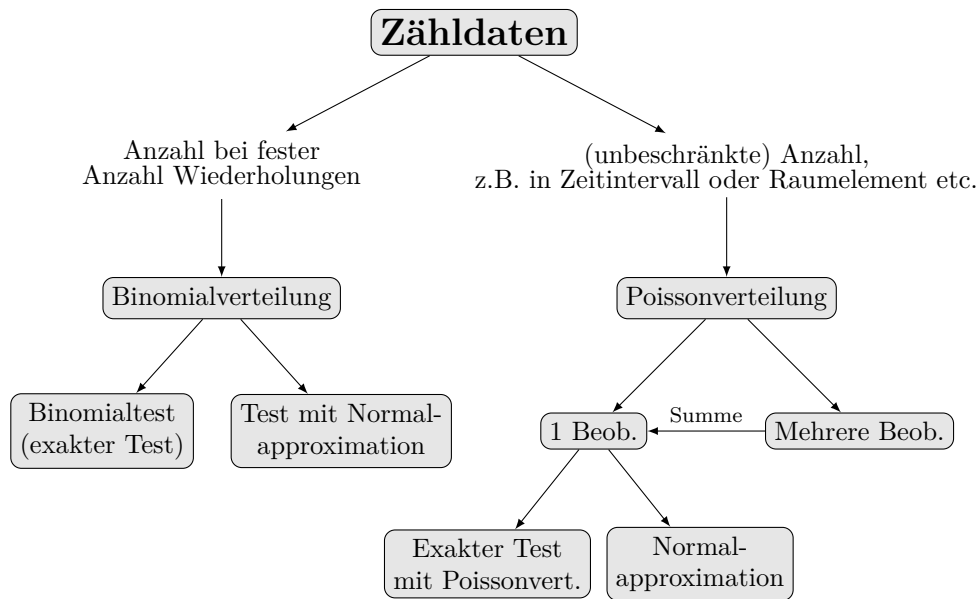 Zähldaten
Anzahl bei fester
Anzahl Wiederholungen
(unbeschränkte) Anzahl,
z.B. in Zeitintervall oder Raumelement etc.
Binomialverteilung
Poissonverteilung
Binomialtest
(exakter Test)
Test mit Normal-
approximation
1 Beob.
Summe
Mehrere Beob.
Exakter Test
mit Poissonvert.
Normal-
approximation